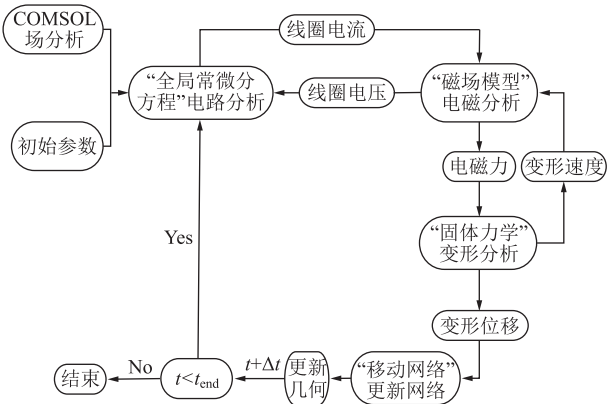 COMSOL
场分析
初始参数
“全局常微分
方程”电路分析
线圈电流
线圈电压
“磁场模型”
电磁分析
电磁力
变形速度
“固体力学”
变形分析
变形位移
“移动网络”
更新网络
更新
几何
t+Δt
t<t_end
Yes
No
结束